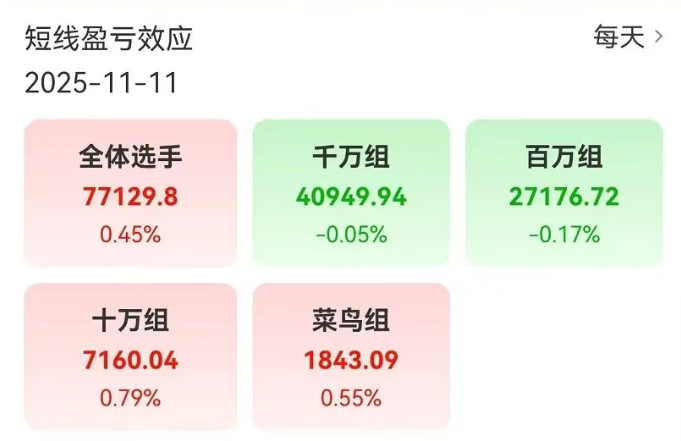 短线盈亏效应
每天 >
2025-11-11
全体选手
77129.8
0.45%
千万组
40949.94
-0.05%
百万组
27176.72
-0.17%
十万组
7160.04
0.79%
菜鸟组
1843.09
0.55%